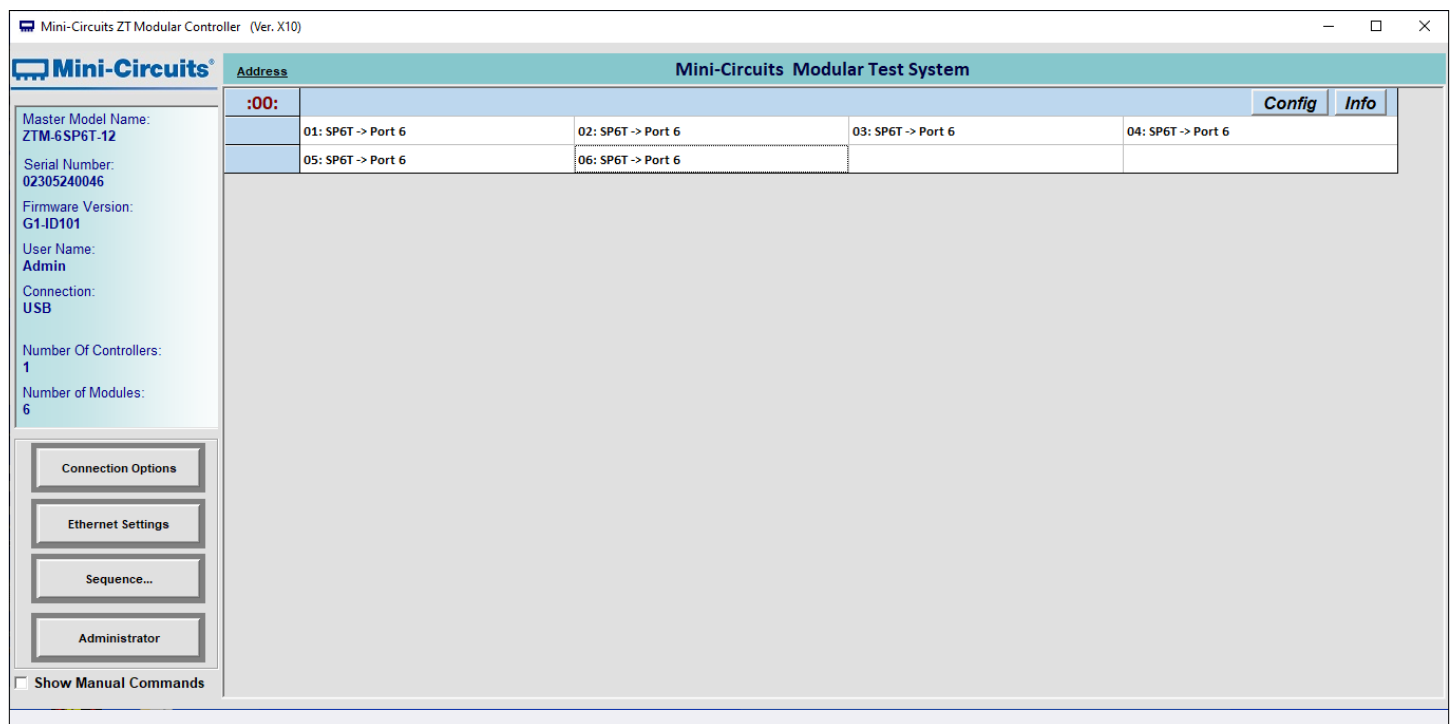 Mini-Circuits ZT Modular Controller (Ver. X10)
Mini-Circuits®
Address
Mini-Circuits Modular Test System
:00:
Config
Info
01: SP6T -> Port 6
02: SP6T -> Port 6
03: SP6T -> Port 6
04: SP6T -> Port 6
05: SP6T -> Port 6
06: SP6T -> Port 6
Master Model Name:
ZTM-6SP6T-12
Serial Number:
02305240046
Firmware Version:
G1-ID101
User Name:
Admin
Connection:
USB
Number Of Controllers:
1
Number of Modules:
6
Connection Options
Ethernet Settings
Sequence...
Administrator
Show Manual Commands